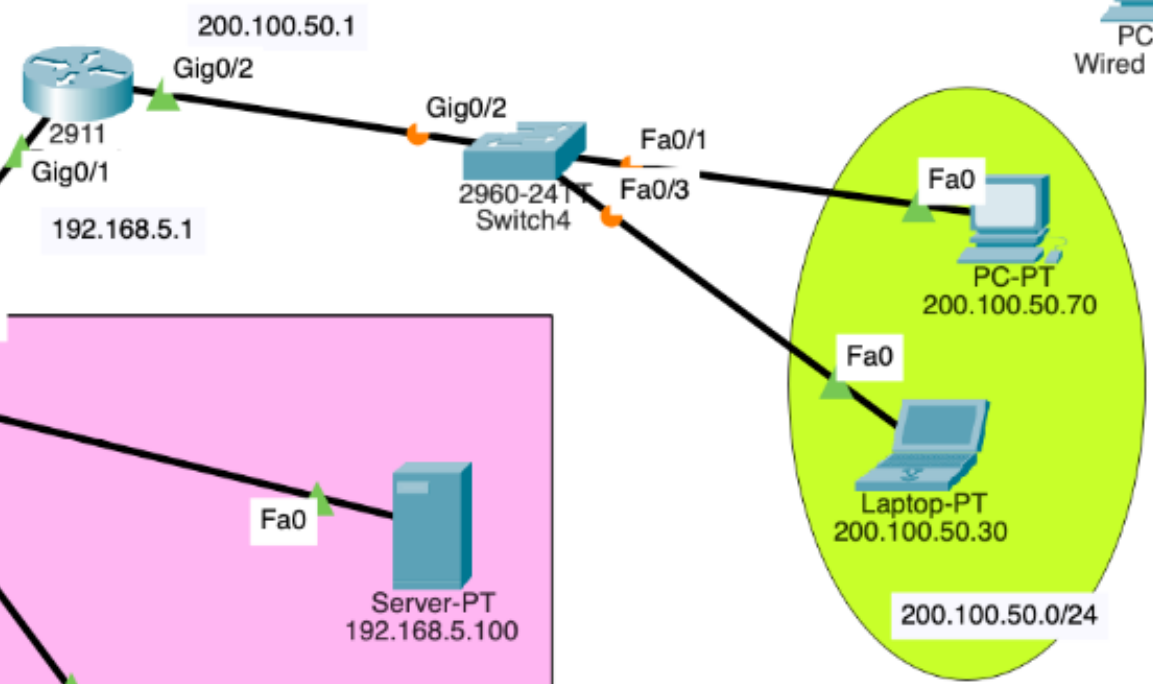 200.100.50.1
Gig0/2
2911
Gig0/1
192.168.5.1
Gig0/2
Fa0/1
Fa0/3
2960-24TT
Switch4
PC
Wired
Fa0
PC-PT
200.100.50.70
Fa0
Laptop-PT
200.100.50.30
200.100.50.0/24
Fa0
Server-PT
192.168.5.100